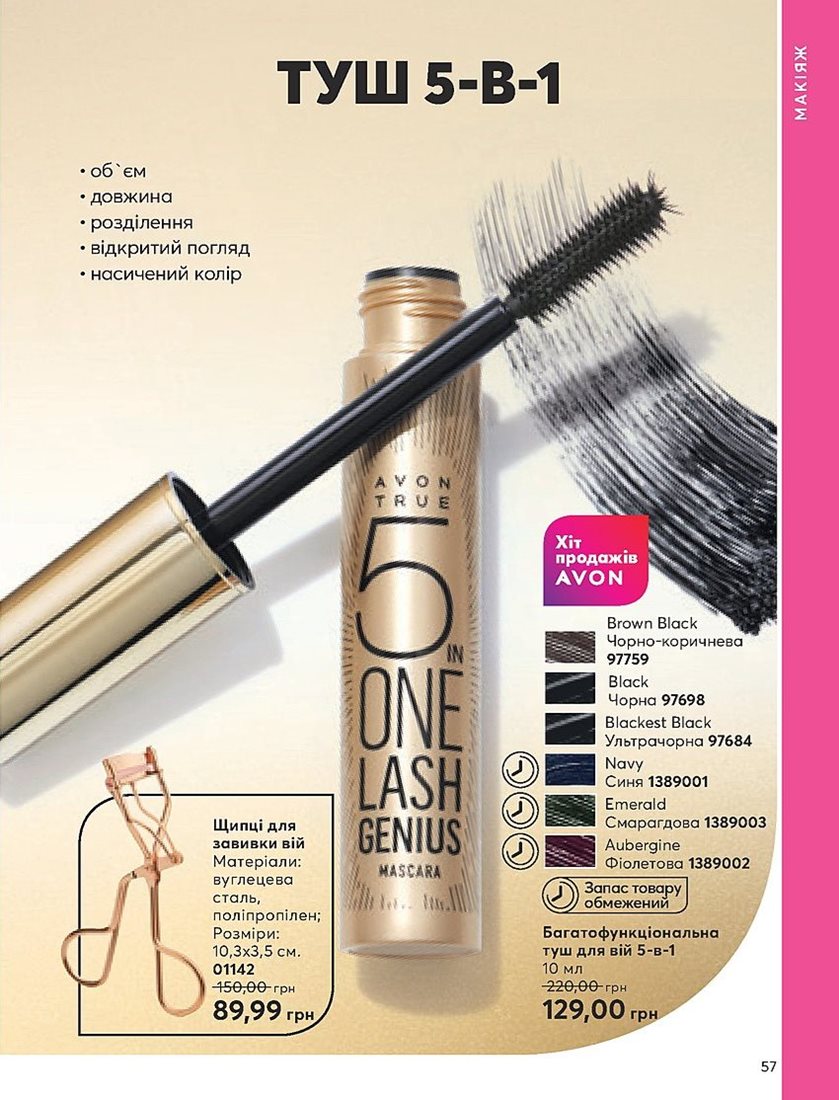 МАКІЯЖ
ТУШ 5-В-1
• об`єм
• довжина
• розділення
• відкритий погляд
• насичений колір
AVON
TRUE
5
IN
ONE
LASH
GENIUS
MASCARA
Хіт
продажів
AVON
Brown Black
Чорно-коричнева
97759
Black
Чорна 97698
Blackest Black
Ультрачорна 97684
Navy
Синя 1389001
Emerald
Смарагдова 1389003
Aubergine
Фіолетова 1389002
Запас товару
обмежений
Багатофункціональна
туш для вій 5-в-1
10 мл
220,00 грн
129,00 грн
Щипці для
завивки вій
Матеріали:
вуглецева
сталь,
поліпропілен;
Розміри:
10,3х3,5 см.
01142
150,00 грн
89,99 грн
57